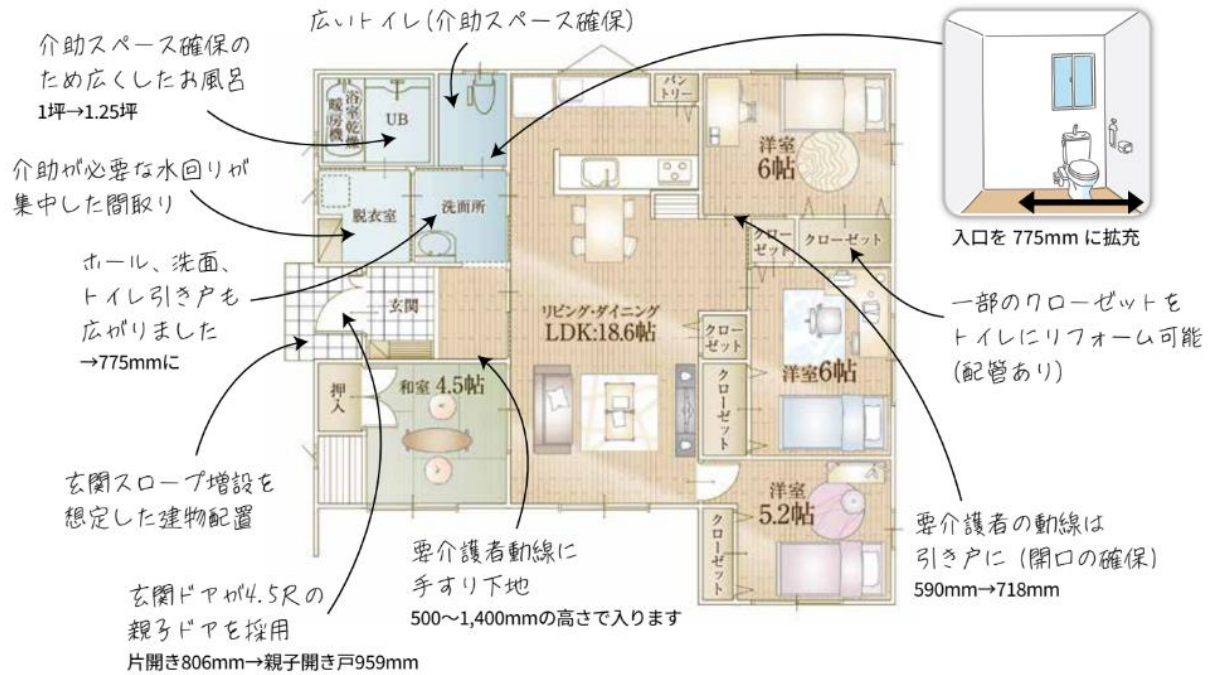 広いトイレ(介助スペース確保)
介助スペース確保の
ため広くしたお風呂
1坪→1.25坪
介助が必要な水回りが
集中した間取り
ホール、洗面、
トイレ引き戸も
広がりました
→775mmに
玄関スロープ増設を
想定した建物配置
玄関ドアが4.5尺の
親子ドアを採用
片開き806mm→親子開き戸959mm
要介護者動線に
手すり下地
500～1,400mmの高さで入ります
浴室乾燥
暖房機
UB
脱衣室
洗面所
玄関
押入
和室 4.5帖
パン
トリー
リビング・ダイニング
LDK:18.6帖
洋室
6帖
クロー
ゼット
クローゼット
クロー
ゼット
クローゼット
洋室6帖
洋室
5.2帖
クローゼット
入口を 775mm に拡充
一部のクローゼットを
トイレにリフォーム可能
(配管あり)
要介護者の動線は
引き戸に (開口の確保)
590mm→718mm